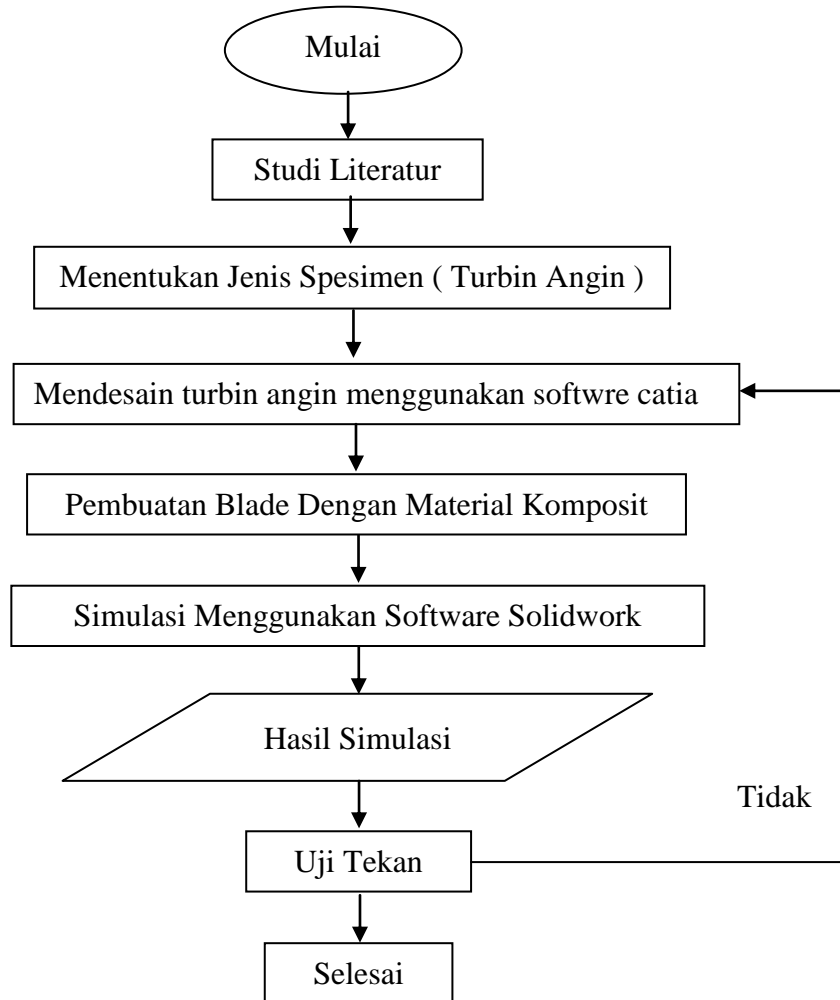 Mulai
Studi Literatur
Menentukan Jenis Spesimen ( Turbin Angin )
Mendesain turbin angin menggunakan softwre catia
Pembuatan Blade Dengan Material Komposit
Simulasi Menggunakan Software Solidwork
Hasil Simulasi
Tidak
Uji Tekan
Selesai